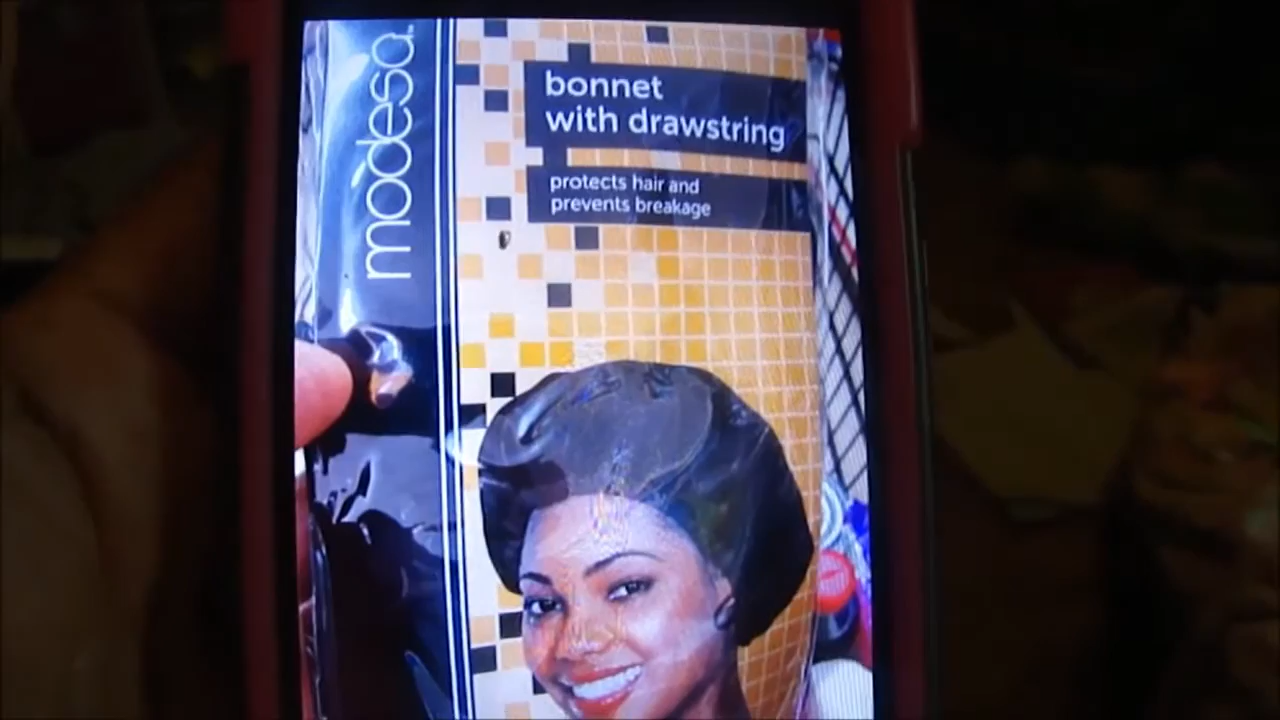 modesa
bonnet
with drawstring
protects hair and
prevents breakage